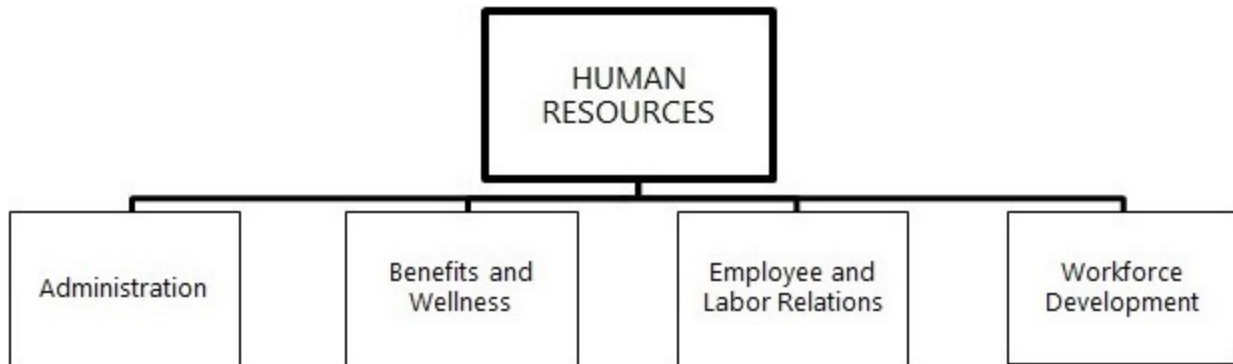 HUMAN
RESOURCES
Administration
Benefits and
Wellness
Employee and
Labor Relations
Workforce
Development